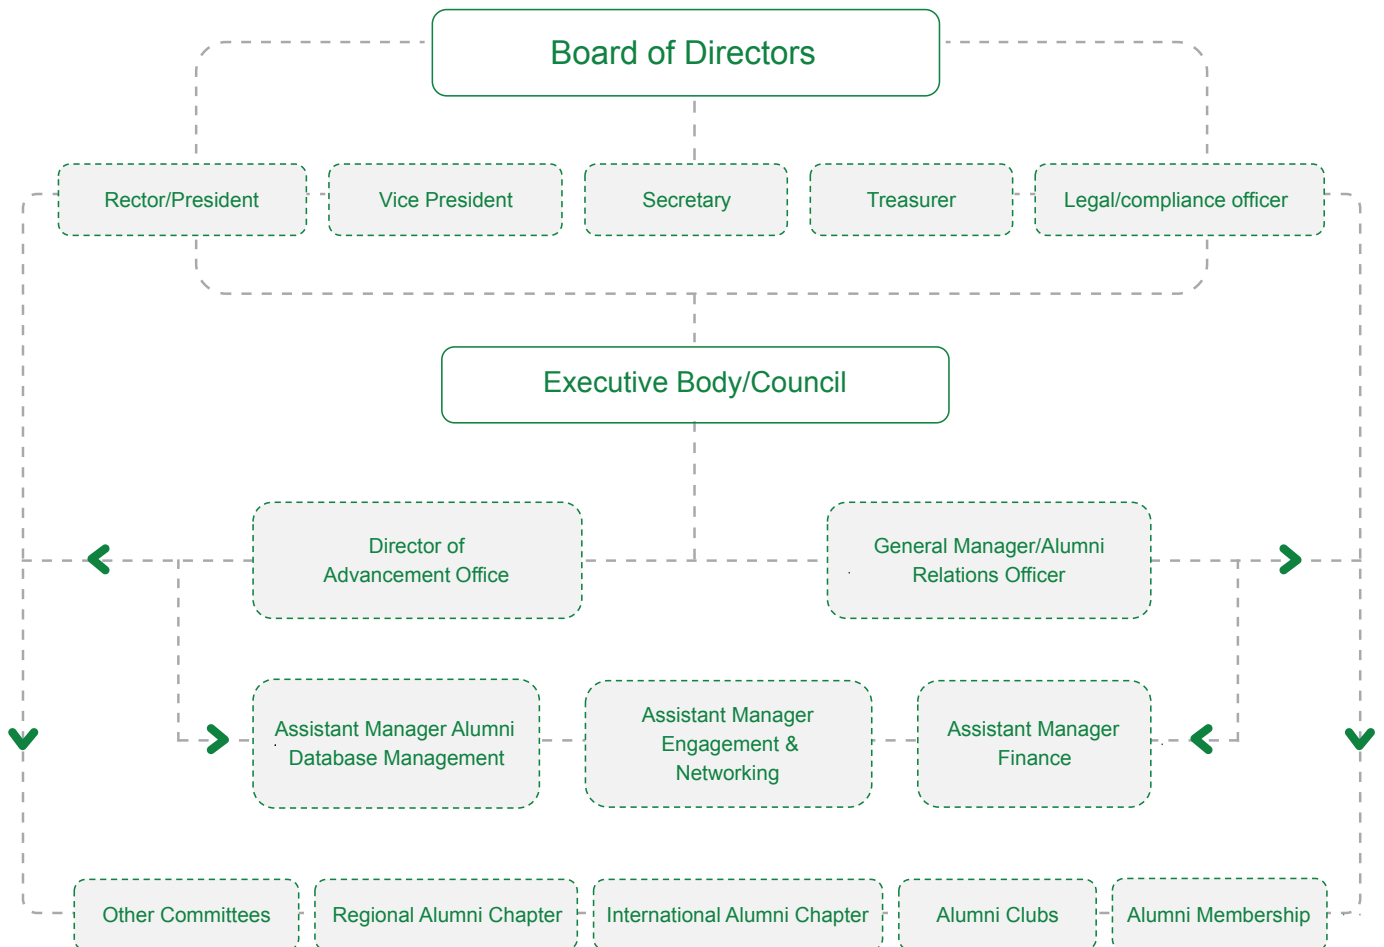 Board of Directors
Rector/President
Vice President
Secretary
Treasurer
Legal/compliance officer
Executive Body/Council
Director of
Advancement Office
General Manager/Alumni
Relations Officer
Assistant Manager Alumni
Database Management
Assistant Manager
Engagement &
Networking
Assistant Manager
Finance
Other Committees
Regional Alumni Chapter
International Alumni Chapter
Alumni Clubs
Alumni Membership